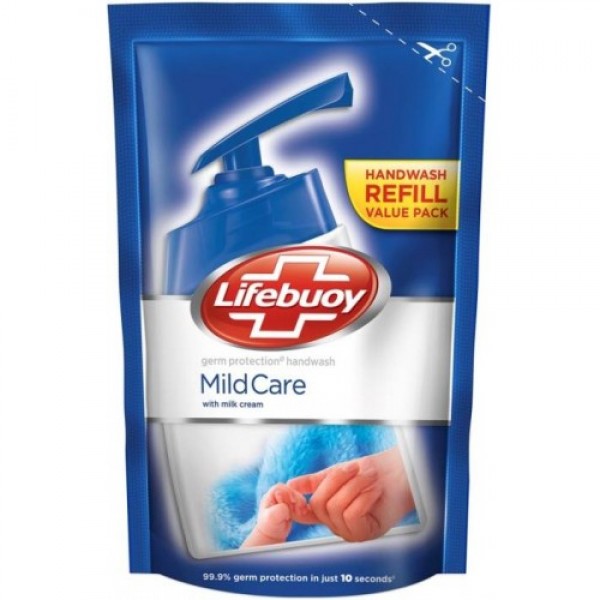 HANDWASH
REFILL
VALUE PACK
Lifebuoy
germ protection# handwash
Mild Care
with milk cream
99.9% germ protection in just 10 seconds*